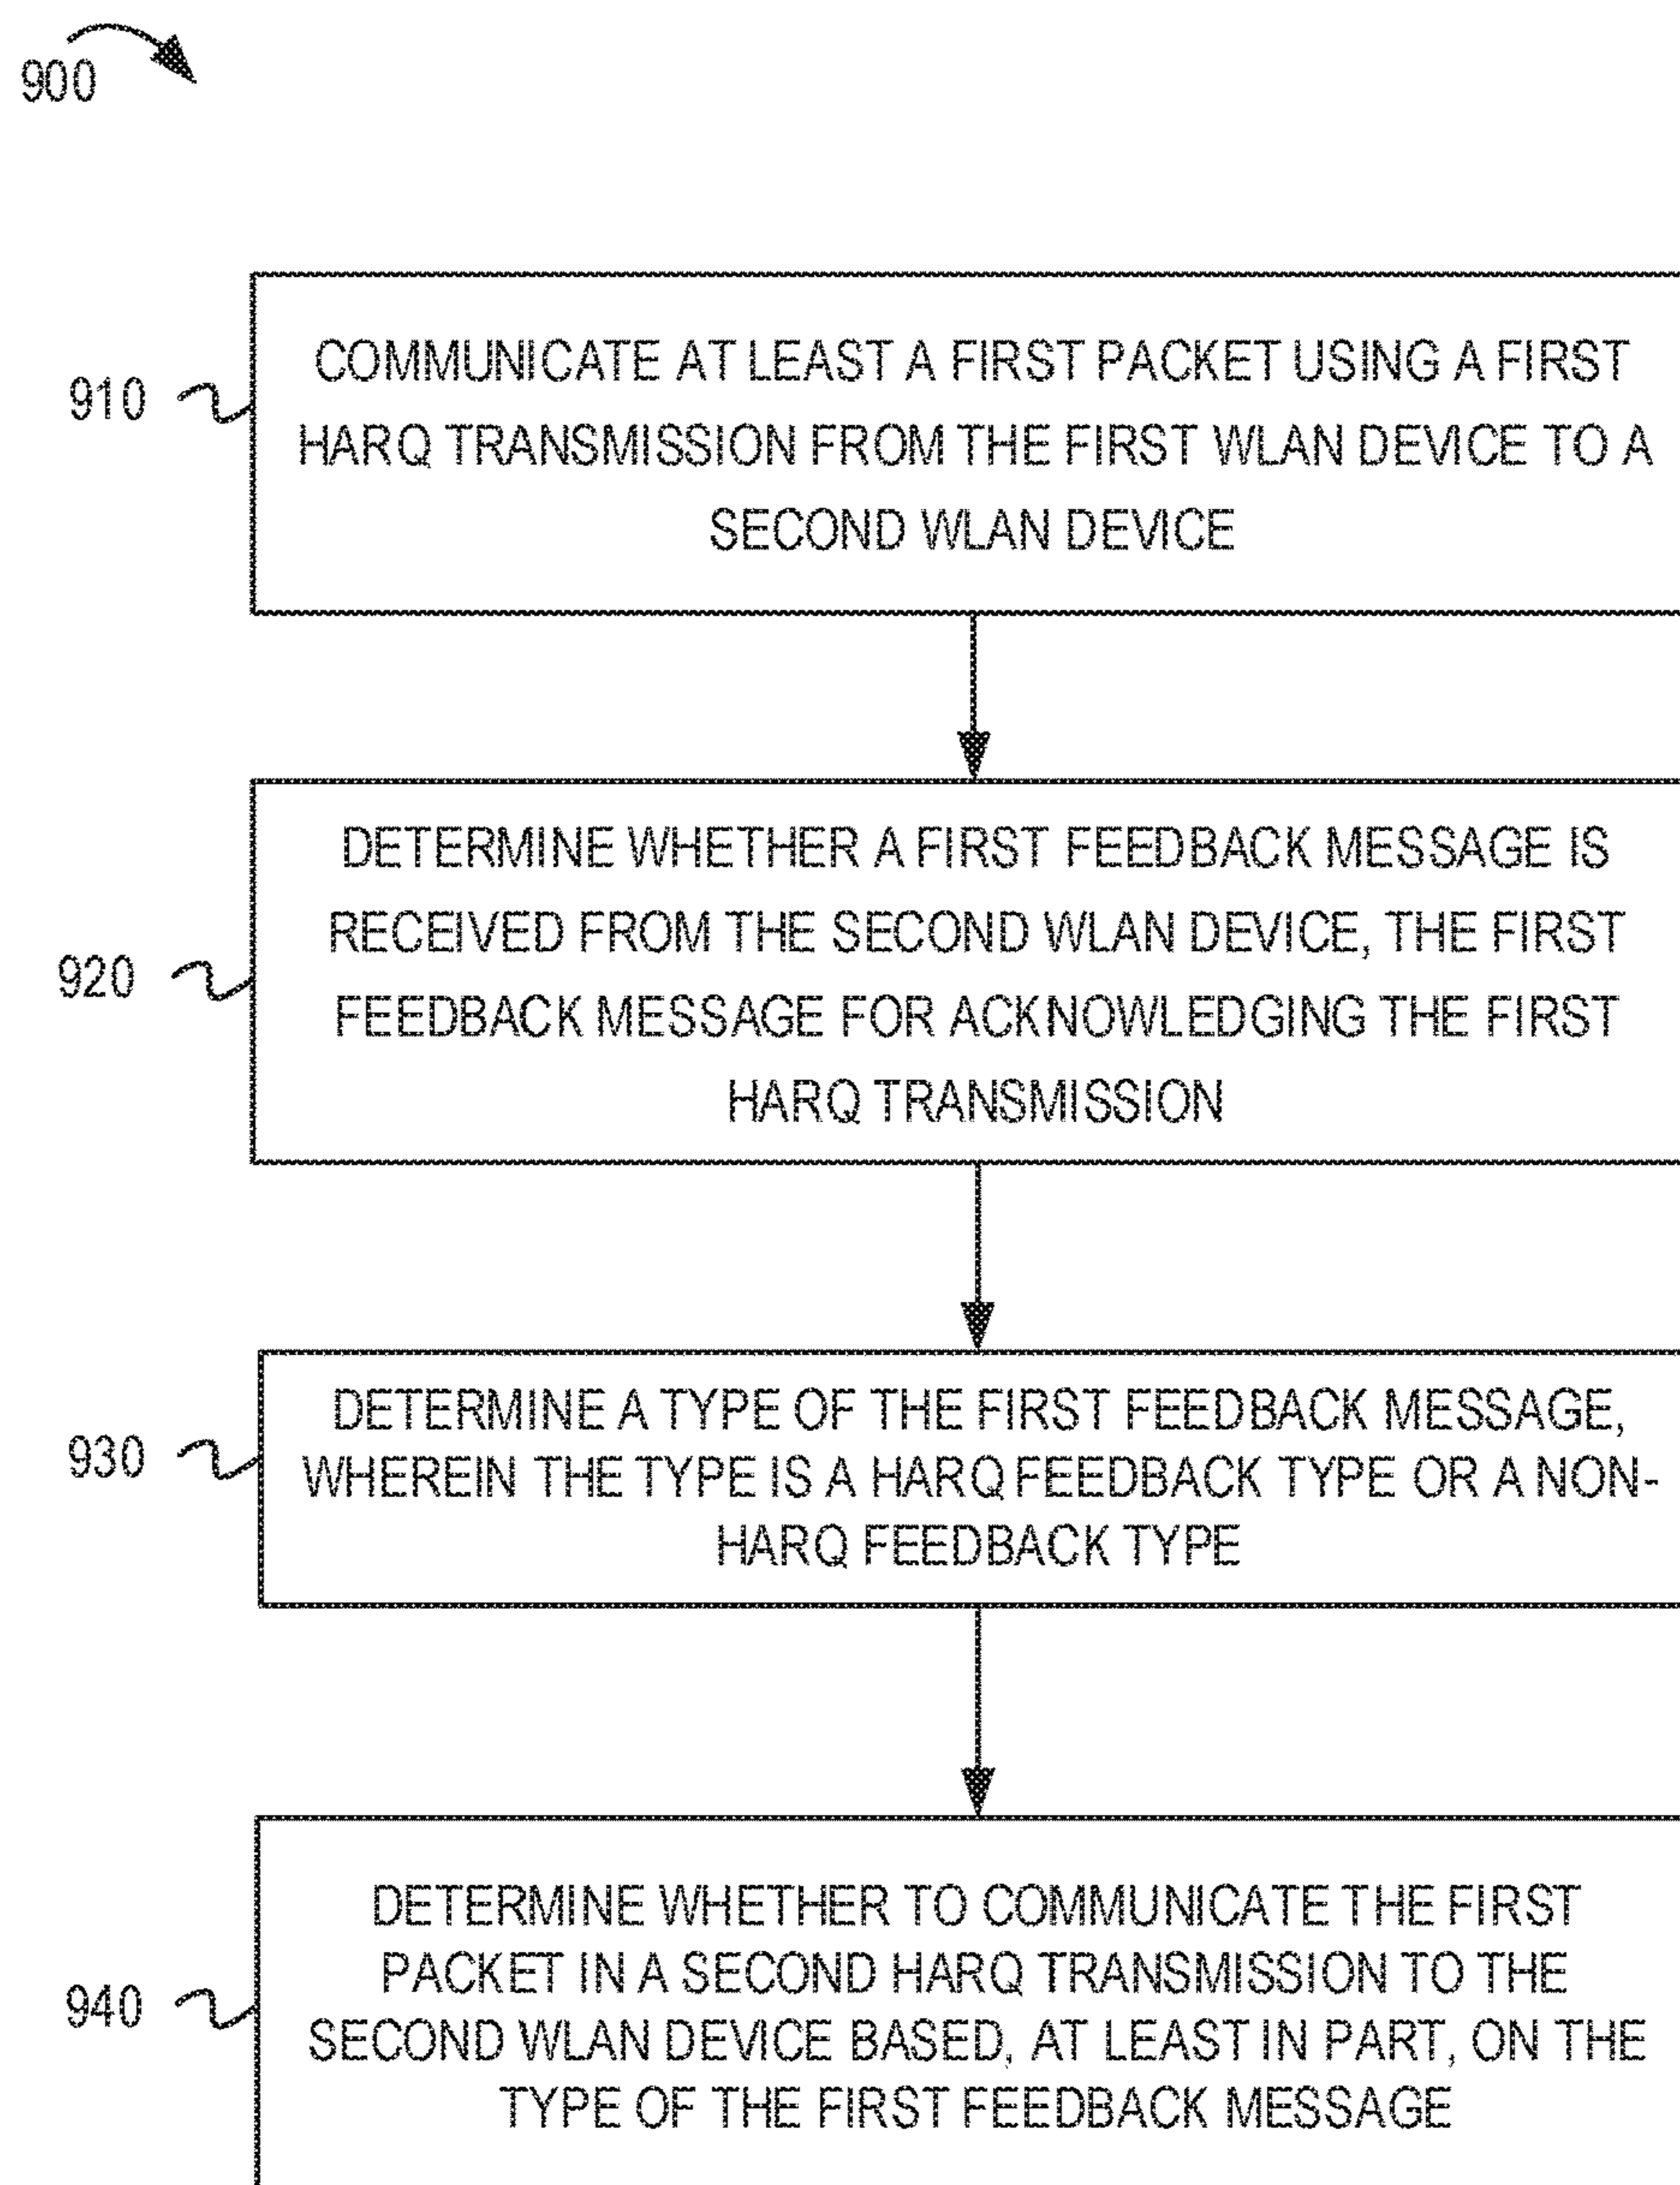 900
910
COMMUNICATE AT LEAST A FIRST PACKET USING A FIRST
HARQ TRANSMISSION FROM THE FIRST WLAN DEVICE TO A
SECOND WLAN DEVICE
920
DETERMINE WHETHER A FIRST FEEDBACK MESSAGE IS
RECEIVED FROM THE SECOND WLAN DEVICE, THE FIRST
FEEDBACK MESSAGE FOR ACKNOWLEDGING THE FIRST
HARQ TRANSMISSION
930
DETERMINE A TYPE OF THE FIRST FEEDBACK MESSAGE,
WHEREIN THE TYPE IS A HARQ FEEDBACK TYPE OR A NON-
HARQ FEEDBACK TYPE
940
DETERMINE WHETHER TO COMMUNICATE THE FIRST
PACKET IN A SECOND HARQ TRANSMISSION TO THE
SECOND WLAN DEVICE BASED, AT LEAST IN PART, ON THE
TYPE OF THE FIRST FEEDBACK MESSAGE